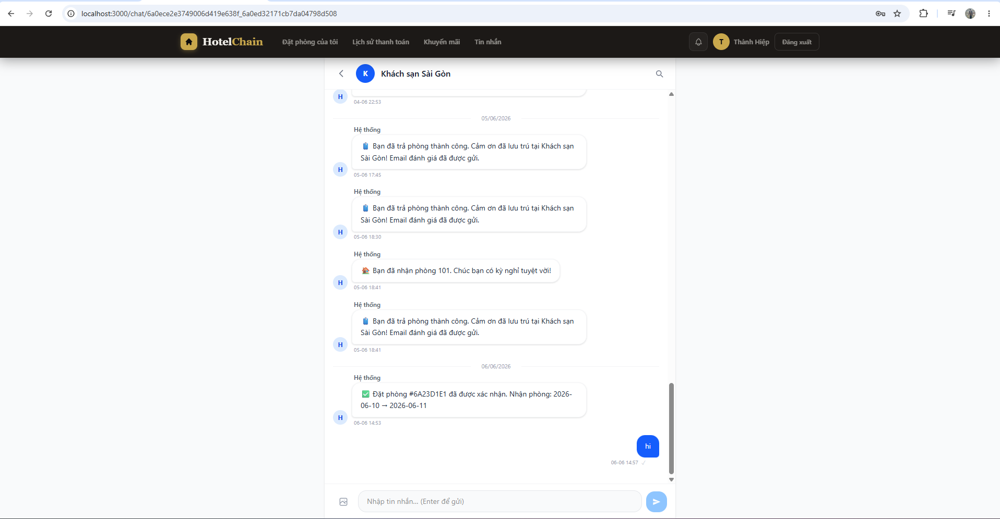 localhost:3000/chat/6a0ece2e3749006d419e638f_6a0ed32171cb7da04798d508
HotelChain
Đặt phòng của tôi
Lịch sử thanh toán
Khuyến mãi
Tin nhắn
T
Thành Hiệp
Đăng xuất
K
Khách sạn Sài Gòn
H
04-06 22:53
05/06/2026
Hệ thống
Bạn đã trả phòng thành công. Cảm ơn đã lưu trú tại Khách sạn
Sài Gòn! Email đánh giá đã được gửi.
H
05-06 17:45
Hệ thống
Bạn đã trả phòng thành công. Cảm ơn đã lưu trú tại Khách sạn
Sài Gòn! Email đánh giá đã được gửi.
H
05-06 18:30
Hệ thống
Bạn đã nhận phòng 101. Chúc bạn có kỳ nghỉ tuyệt vời!
H
05-06 18:41
Hệ thống
Bạn đã trả phòng thành công. Cảm ơn đã lưu trú tại Khách sạn
Sài Gòn! Email đánh giá đã được gửi.
H
05-06 18:41
06/06/2026
Hệ thống
✅ Đặt phòng #6A23D1E1 đã được xác nhận. Nhận phòng: 2026-
06-10 → 2026-06-11
H
06-06 14:53
hi
06-06 14:57 ✓
Nhập tin nhắn... (Enter để gửi)